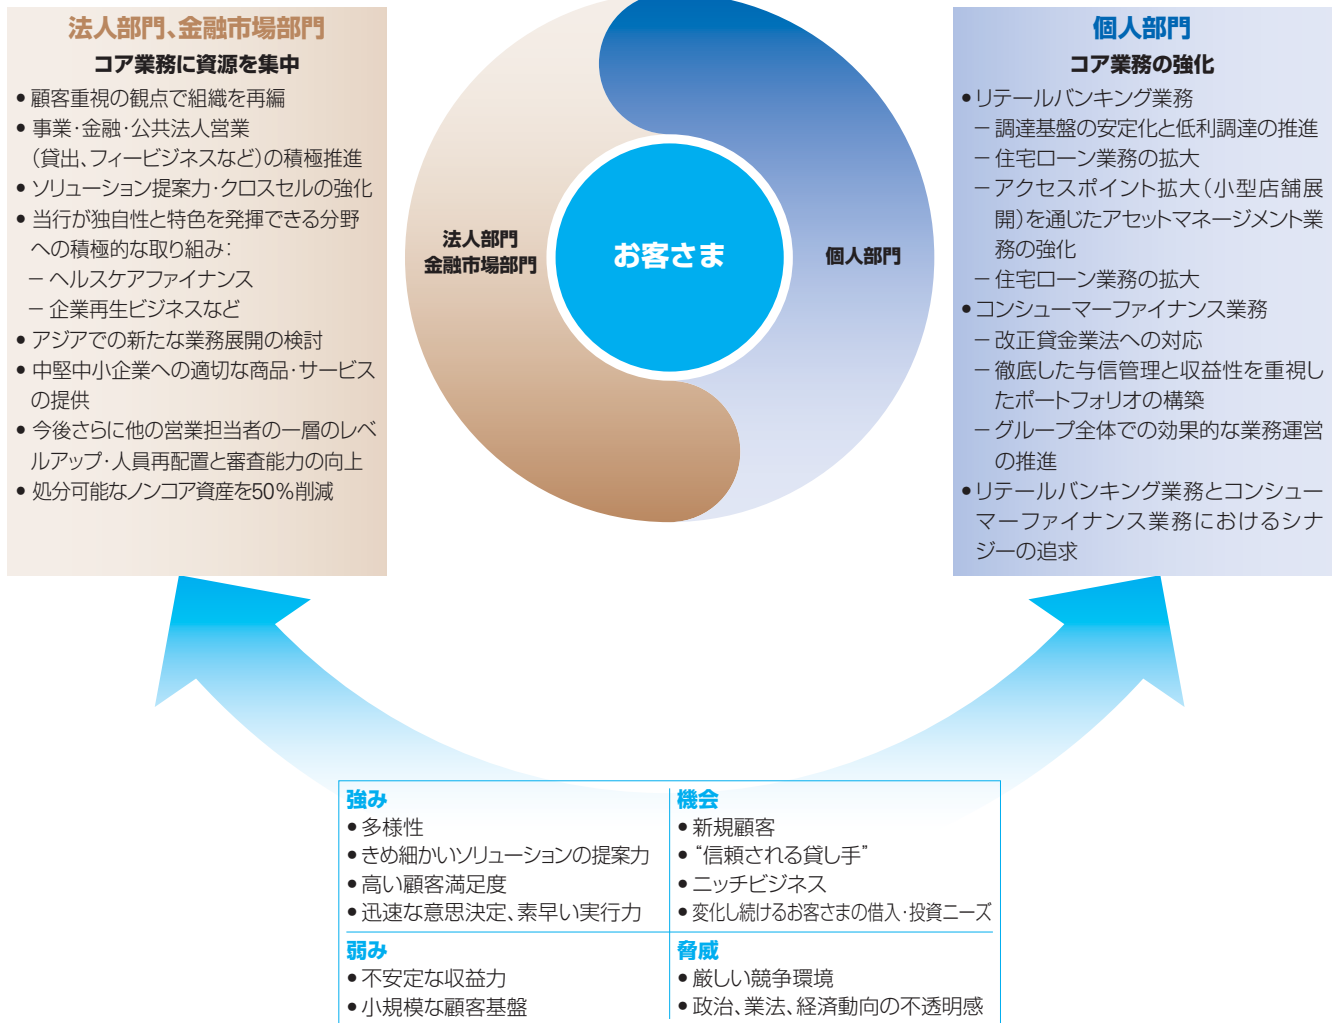 法人部門、金融市場部門
コア業務に資源を集中
● 顧客重視の観点で組織を再編
● 事業・金融・公共法人営業
（貸出、フィービジネスなど）の積極推進
● ソリューション提案力・クロスセルの強化
● 当行が独自性と特色を発揮できる分野
への積極的な取り組み：
− ヘルスケアファイナンス
− 企業再生ビジネスなど
● アジアでの新たな業務展開の検討
● 中堅中小企業への適切な商品・サービス
の提供
● 今後さらに他の営業担当者の一層のレベ
ルアップ・人員再配置と審査能力の向上
● 処分可能なノンコア資産を50％削減
法人部門
金融市場部門
お客さま
個人部門
個人部門
コア業務の強化
● リテールバンキング業務
− 調達基盤の安定化と低利調達の推進
− 住宅ローン業務の拡大
− アクセスポイント拡大（小型店舗展
開）を通じたアセットマネージメント業
務の強化
− 住宅ローン業務の拡大
● コンシューマーファイナンス業務
− 改正貸金業法への対応
− 徹底した与信管理と収益性を重視し
たポートフォリオの構築
− グループ全体での効果的な業務運営
の推進
● リテールバンキング業務とコンシュー
マーファイナンス業務におけるシナ
ジーの追求
強み
● 多様性
● きめ細かいソリューションの提案力
● 高い顧客満足度
● 迅速な意思決定、素早い実行力
機会
● 新規顧客
● “信頼される貸し手”
● ニッチビジネス
● 変化し続けるお客さまの借入・投資ニーズ
弱み
● 不安定な収益力
● 小規模な顧客基盤
脅威
● 厳しい競争環境
● 政治、業法、経済動向の不透明感